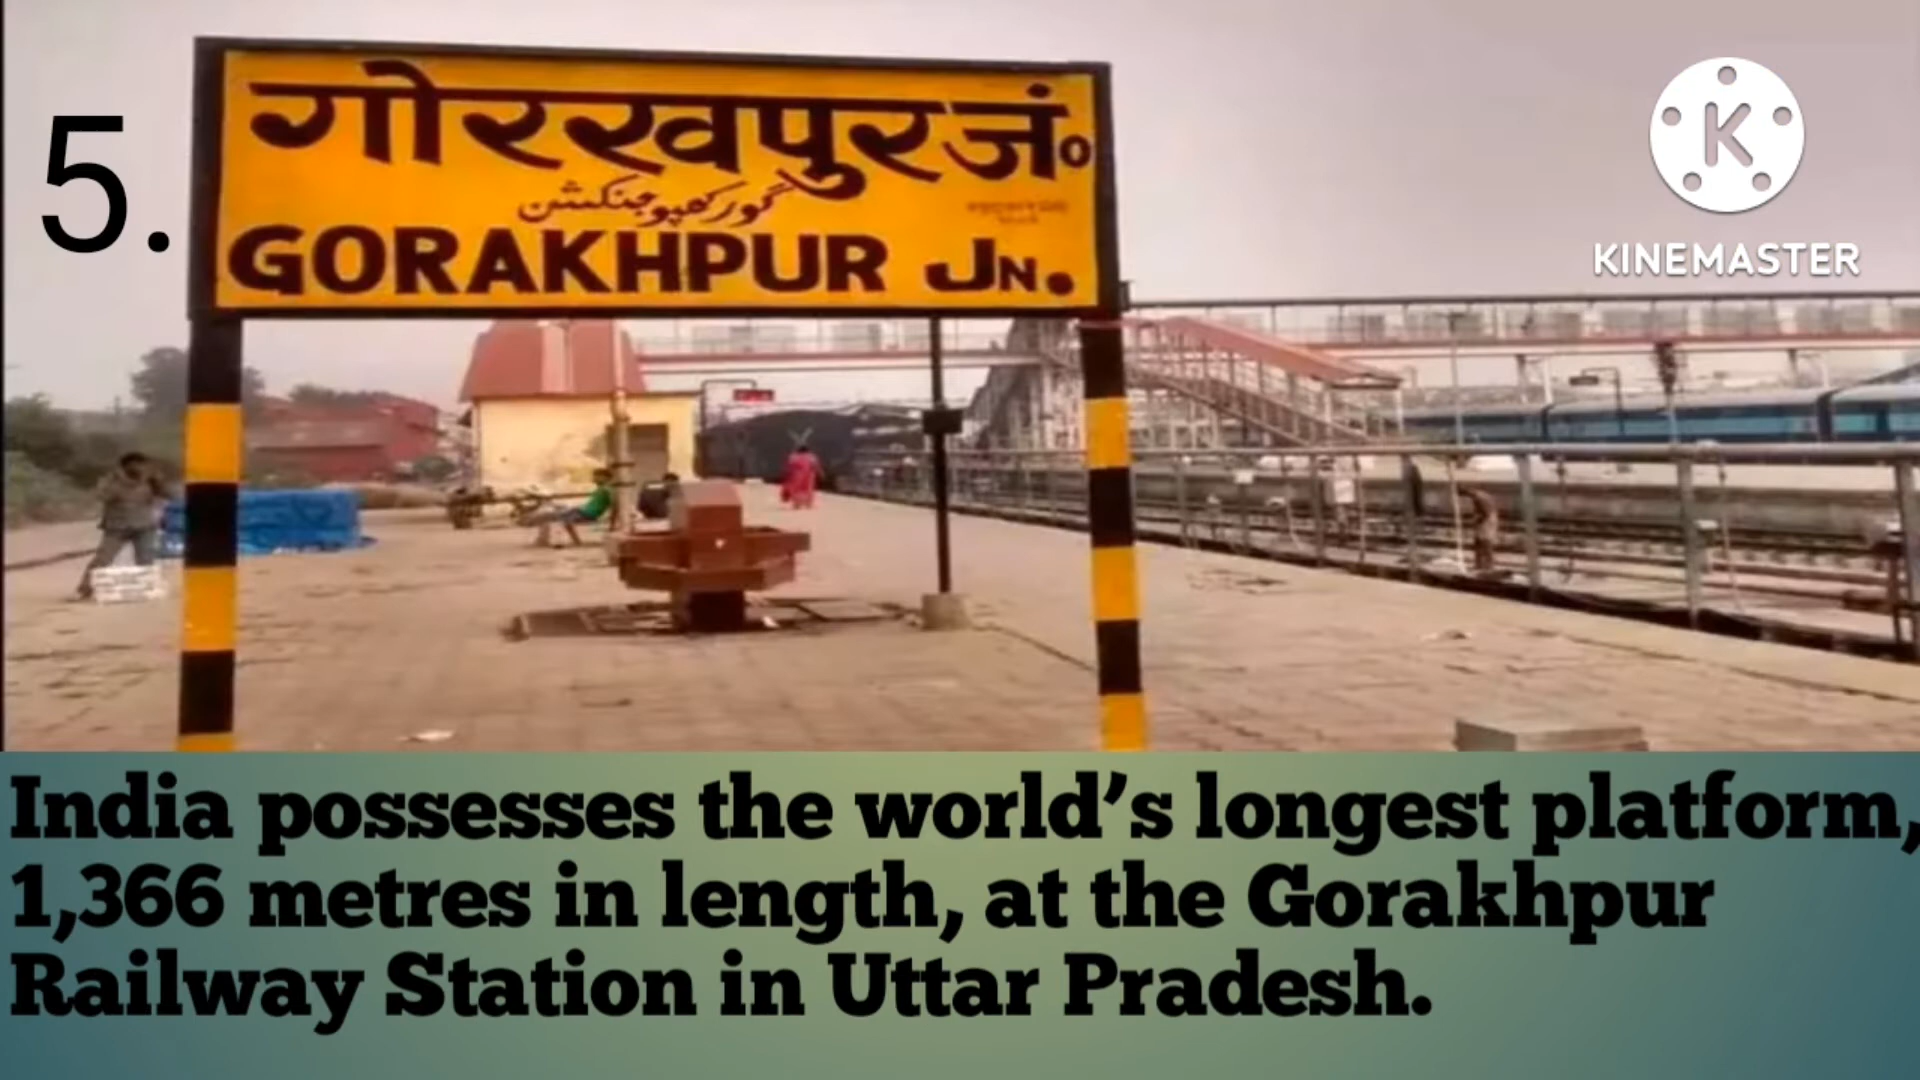 5.
गोरखपुर जं०
گورکھپور جنکشن
GORAKHPUR JN.
K
KINEMASTER
India possesses the world's longest platform,
1,366 metres in length, at the Gorakhpur
Railway Station in Uttar Pradesh.